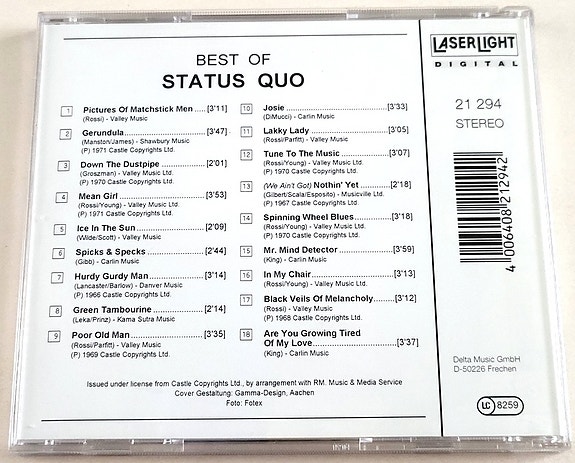 BEST OF
STATUS QUO
1 Pictures Of Matchstick Men.....[3'11]
(Rossi) - Valley Music
2 Gerundula..........................[3'47]
(Manston/James) - Shawbury Music
(P) 1971 Castle Copyrights Ltd.
3 Down The Dustpipe................[2'01]
(Groszman) - Valley Music Ltd.
(P) 1970 Castle Copyrights Ltd.
4 Mean Girl............................[3'53]
(Rossi/Young) - Valley Music Ltd.
(P) 1971 Castle Copyrights Ltd.
5 Ice In The Sun......................[2'09]
(Wilde/Scott) - Valley Music
6 Spicks & Specks....................[2'44]
(Gibb) - Carlin Music
7 Hurdy Gurdy Man..................[3'14]
(Lancaster/Barlow) - Danver Music
(P) 1966 Castle Copyrights Ltd.
8 Green Tambourine.................[2'14]
(Leka/Prinz) - Kama Sutra Music
9 Poor Old Man.......................[3'35]
(Rossi/Parfitt) - Valley Music
(P) 1969 Castle Copyrights Ltd.
10 Josie...............................[3'33]
(DiMucci) - Carlin Music
11 Lakky Lady........................[3'05]
(Rossi/Parfitt) - Valley Music
12 Tune To The Music................[3'07]
(Rossi/Young) - Valley Music Ltd.
(P) 1970 Castle Copyrights Ltd.
13 (We Ain't Got) Nothin' Yet.........[2'18]
(Gilbert/Scala/Esposito) - Musicville Ltd.
(P) 1967 Castle Copyrights Ltd.
14 Spinning Wheel Blues.............[3'18]
(Rossi/Young) - Valley Music Ltd.
(P) 1970 Castle Copyrights Ltd.
15 Mr. Mind Detector.................[3'59]
(King) - Carlin Music
16 In My Chair........................[3'13]
(Rossi/Young) - Valley Music Ltd.
17 Black Veils Of Melancholy......[3'12]
(Rossi) - Valley Music
(P) 1968 Castle Copyrights Ltd.
18 Are You Growing Tired
Of My Love.........................[3'37]
(King) - Carlin Music
Issued under license from Castle Copyrights Ltd., by arrangement with RM. Music & Media Service
Cover Gestaltung: Gamma-Design, Aachen
Foto: Fotex
LASERLIGHT
DIGITAL
21 294
STEREO
4 006408 212942
Delta Music GmbH
D-50226 Frechen
LC 8259